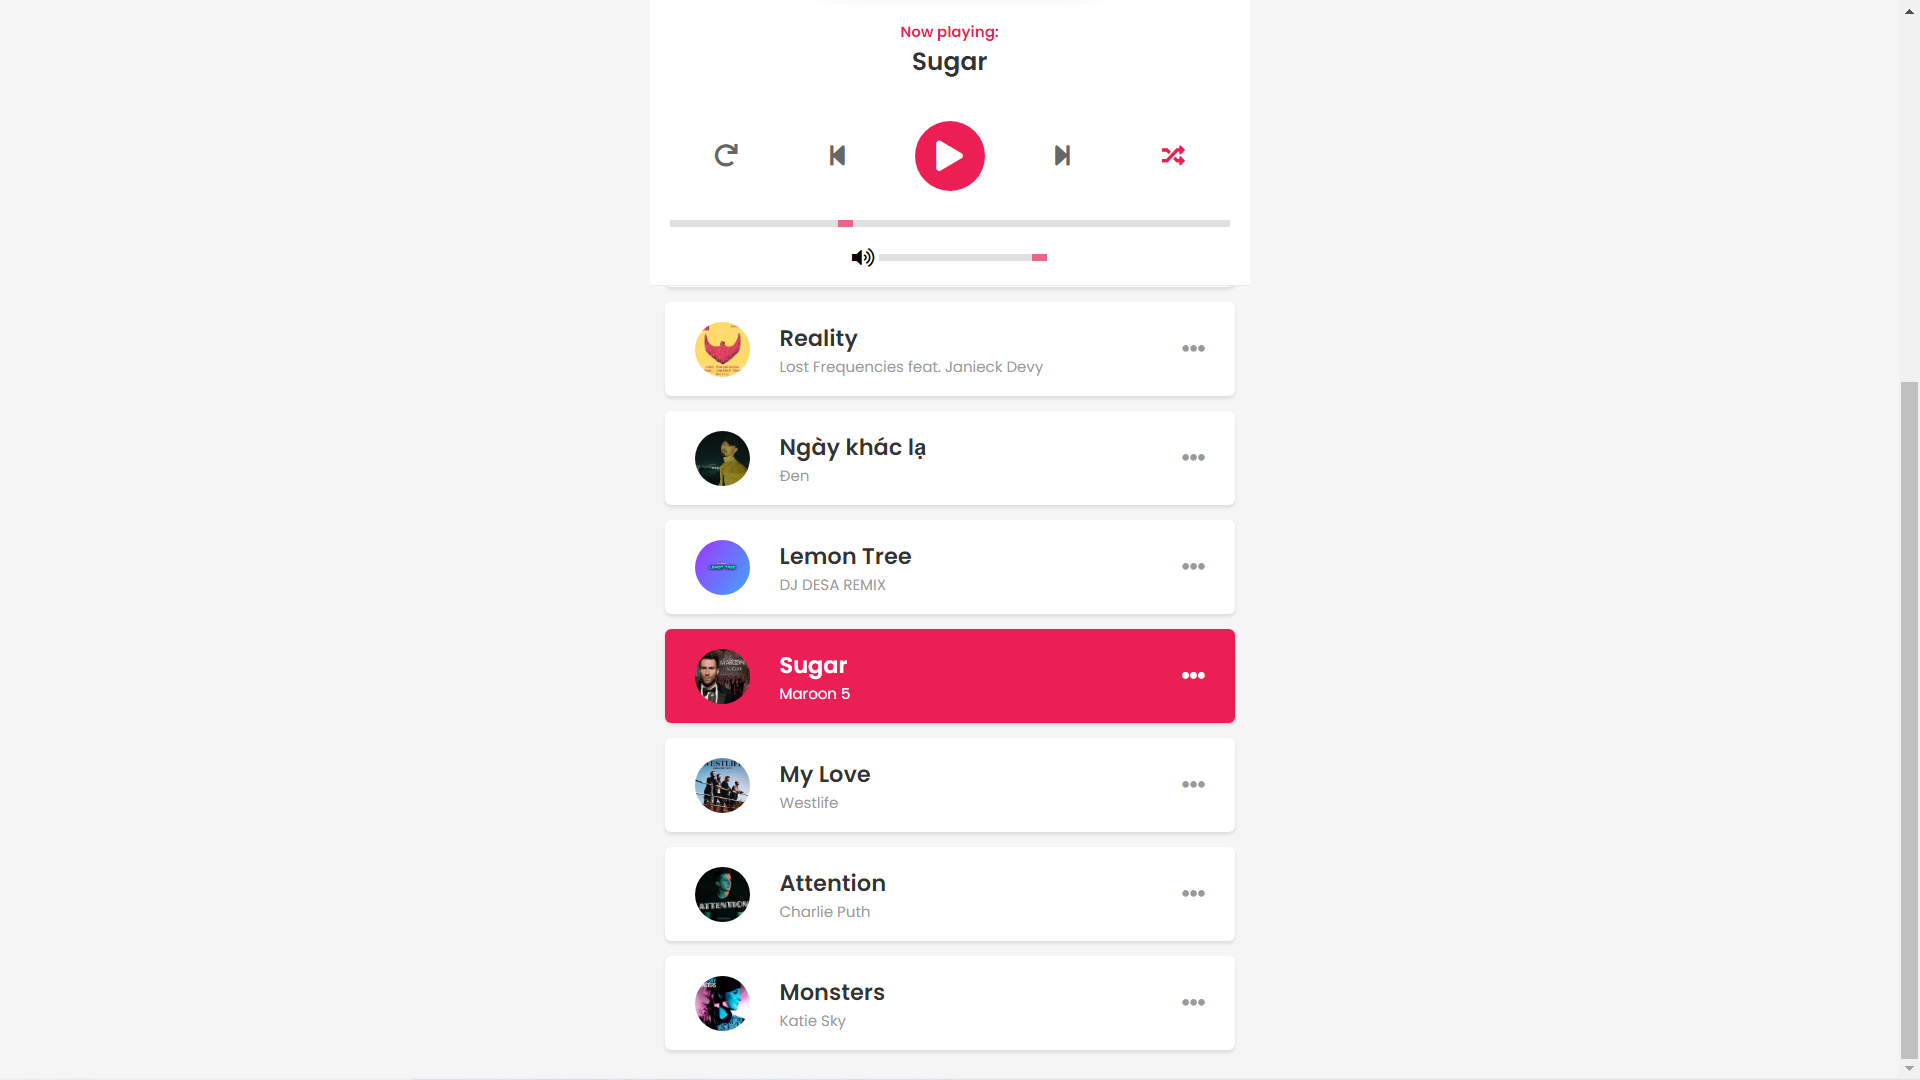 Now playing:
Sugar
Reality
Lost Frequencies feat. Janieck Devy
Ngày khác lạ
Đen
Lemon Tree
DJ DESA REMIX
Sugar
Maroon 5
My Love
Westlife
Attention
Charlie Puth
ATTENTION
Monsters
Katie Sky